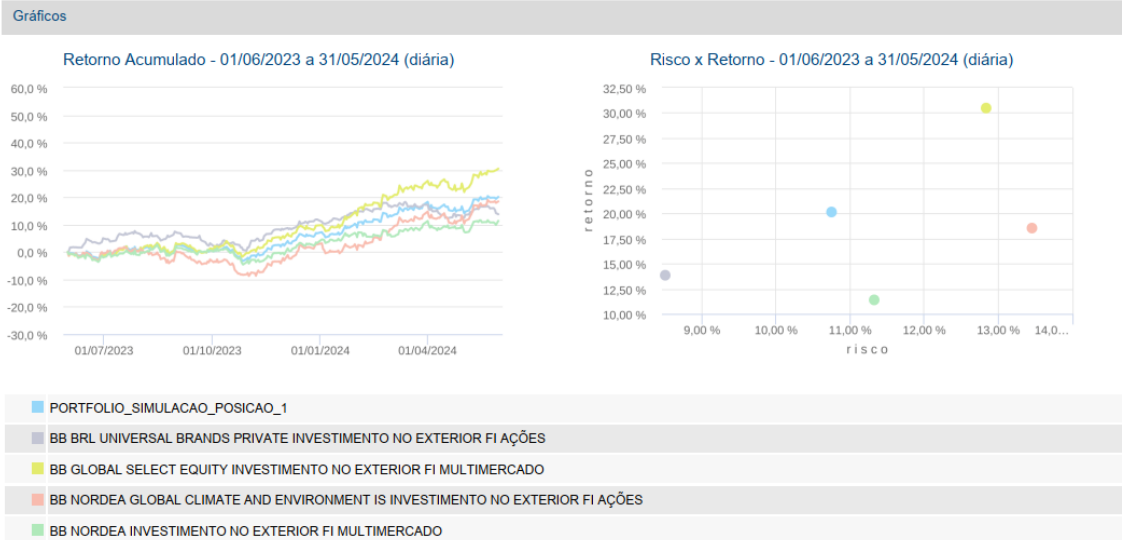 Gráficos
Retorno Acumulado - 01/06/2023 a 31/05/2024 (diária)
60,0 %
50,0 %
40,0 %
30,0 %
20,0 %
10,0 %
0,0 %
-10,0 %
-20,0 %
-30,0 %
01/07/2023 01/10/2023 01/01/2024 01/04/2024
Risco x Retorno - 01/06/2023 a 31/05/2024 (diária)
retorno
32,50 %
30,00 %
27,50 %
25,00 %
22,50 %
20,00 %
17,50 %
15,00 %
12,50 %
10,00 %
9,00 % 10,00 % 11,00 % 12,00 % 13,00 % 14,0...
risco
PORTFOLIO_SIMULACAO_POSICAO_1
BB BRL UNIVERSAL BRANDS PRIVATE INVESTIMENTO NO EXTERIOR FI AÇÕES
BB GLOBAL SELECT EQUITY INVESTIMENTO NO EXTERIOR FI MULTIMERCADO
BB NORDEA GLOBAL CLIMATE AND ENVIRONMENT IS INVESTIMENTO NO EXTERIOR FI AÇÕES
BB NORDEA INVESTIMENTO NO EXTERIOR FI MULTIMERCADO